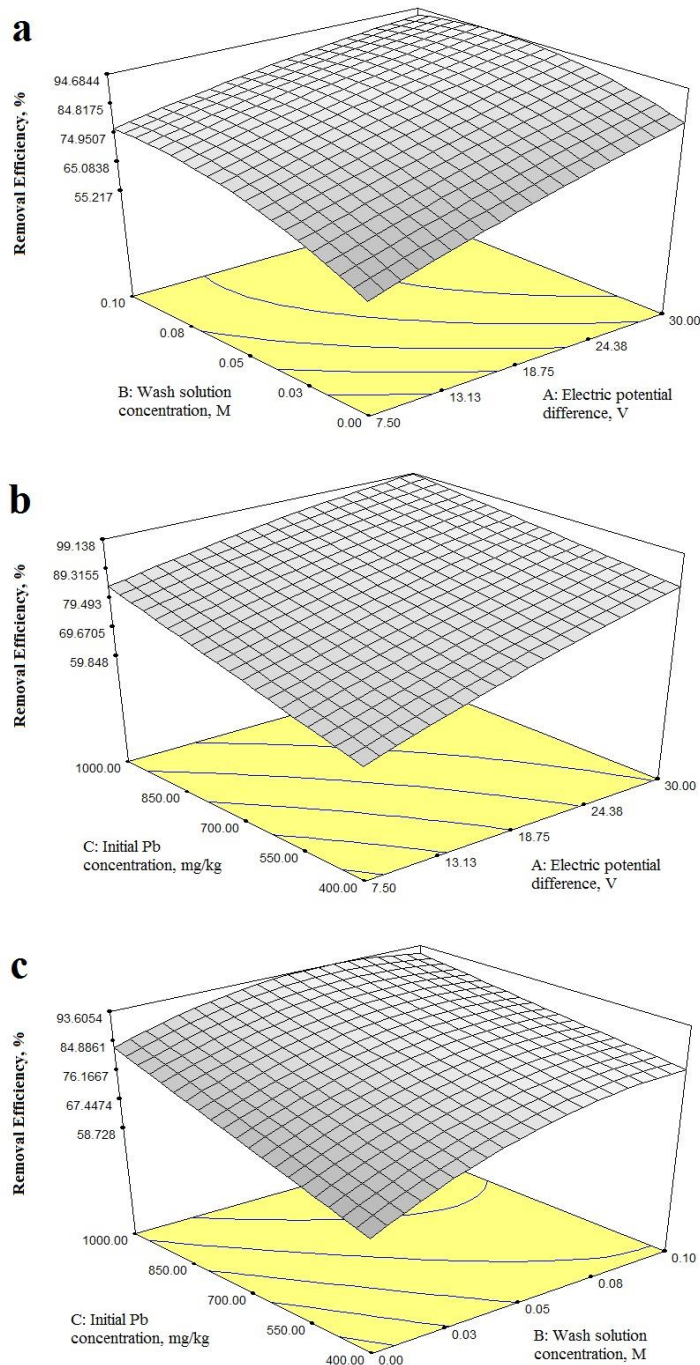 a
94.6844
84.8175
74.9507
65.0838
55.217
Removal Efficiency, %
0.10
0.08
0.05
0.03
0.00
B: Wash solution
concentration, M
7.50
13.13
18.75
24.38
30.00
A: Electric potential
difference, V
b
99.138
89.3155
79.493
69.6705
59.848
Removal Efficiency, %
1000.00
850.00
700.00
550.00
400.00
C: Initial Pb
concentration, mg/kg
7.50
13.13
18.75
24.38
30.00
A: Electric potential
difference, V
c
93.6054
84.8861
76.1667
67.4474
58.728
Removal Efficiency, %
1000.00
850.00
700.00
550.00
400.00
C: Initial Pb
concentration, mg/kg
0.00
0.03
0.05
0.08
0.10
B: Wash solution
concentration, M